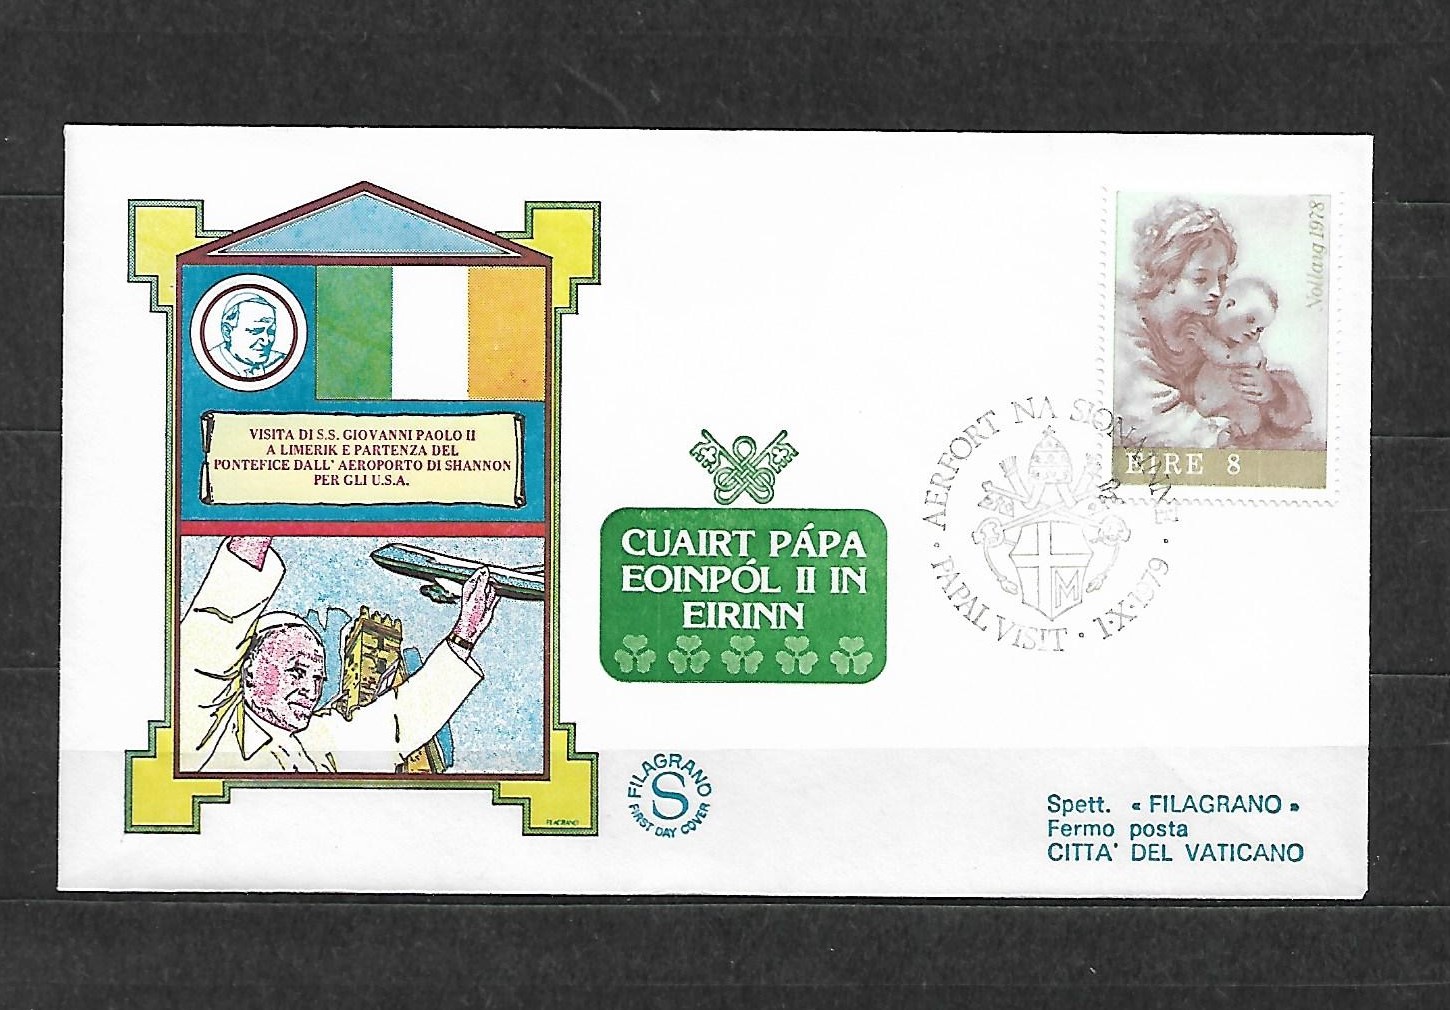 VISITA DI S.S. GIOVANNI PAOLO II
A LIMERIK E PARTENZA DEL
PONTEFICE DALL' AEROPORTO DI SHANNON
PER GLI U.S.A.
FILAGRANO
CUAIRT PÁPA
EOINPÓL II IN
EIRINN
FILAGRANO
S
FIRST DAY COVER
Nollaig 1978
EIRE 8
AERFORT NA SIONAINNE
M
PAPAL VISIT · 1·X·1979
Spett. « FILAGRANO »
Fermo posta
CITTA' DEL VATICANO